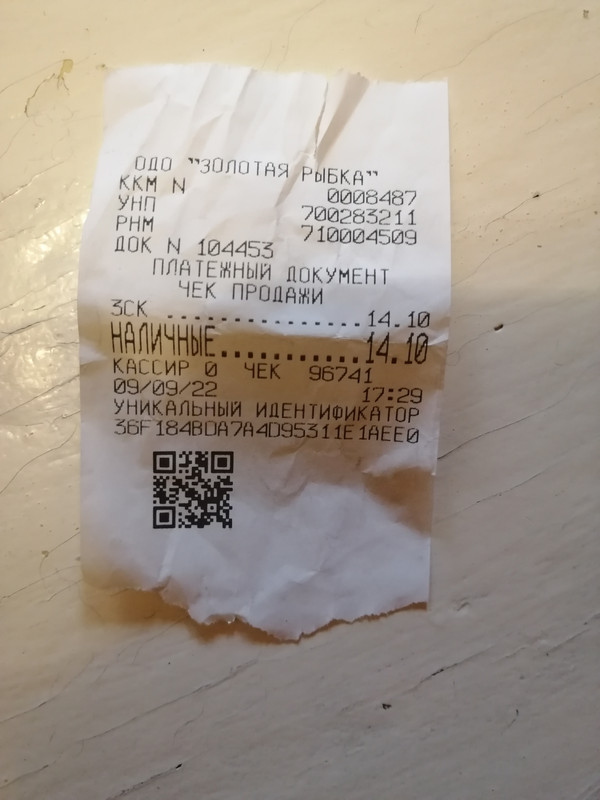 ОДО "ЗОЛОТАЯ РЫБКА"
ККМ N 0008487
УНП 700283211
РНМ 710004509
ДОК N 104453
ПЛАТЕЖНЫЙ ДОКУМЕНТ
ЧЕК ПРОДАЖИ
ЗСК ..............14.10
НАЛИЧНЫЕ...........14.10
КАССИР 0 ЧЕК 96741
09/09/22 17:29
УНИКАЛЬНЫЙ ИДЕНТИФИКАТОР
36F184BDA7A4D95311E1AEE0